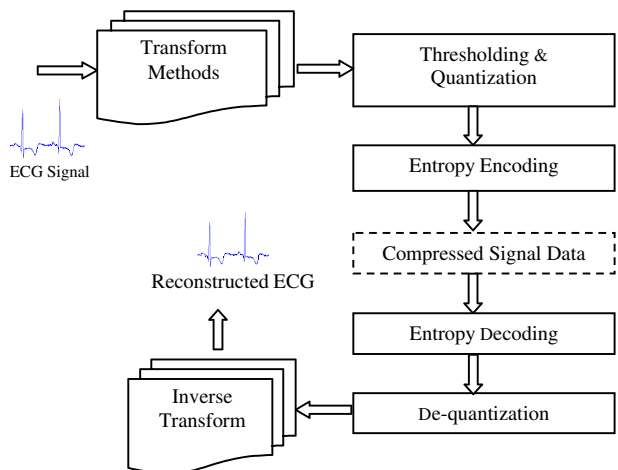 Transform
Methods
Thresholding &
Quantization
ECG Signal
Entropy Encoding
Compressed Signal Data
Reconstructed ECG
Entropy Decoding
Inverse
Transform
De-quantization